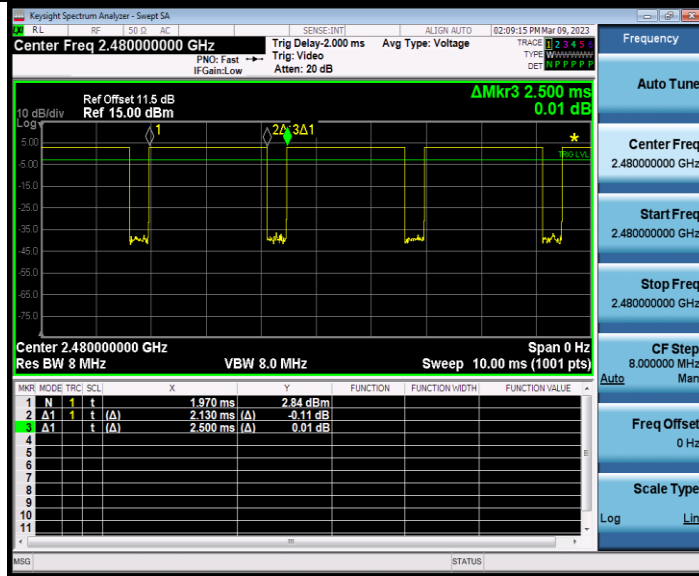 Keysight Spectrum Analyzer - Swept SA
RL RF 50 Ω AC SENSE:INT ALIGN AUTO 02:09:15 PM Mar 09, 2023
Center Freq 2.480000000 GHz
PNO: Fast
IFGain:Low
Trig Delay-2.000 ms
Trig: Video
Atten: 20 dB
Avg Type: Voltage
TRACE 1 2 3 4 5 6
TYPE WWWWWWW
DET N P P P P P
Ref Offset 11.5 dB
10 dB/div Ref 15.00 dBm
ΔMkr3 2.500 ms
0.01 dB
Log
1 2Δ1 3Δ1 *
TRIG LVL
5.00
-5.00
-15.0
-25.0
-35.0
-45.0
-55.0
-65.0
-75.0
Center 2.480000000 GHz Span 0 Hz
Res BW 8 MHz VBW 8.0 MHz Sweep 10.00 ms (1001 pts)
MKR MODE TRC SCL X Y FUNCTION FUNCTION WIDTH FUNCTION VALUE
1 N 1 t 1.970 ms 2.84 dBm
2 Δ1 1 t (Δ) 2.130 ms (Δ) -0.11 dB
3 Δ1 t (Δ) 2.500 ms (Δ) 0.01 dB
4
5
6
7
8
9
10
11
MSG STATUS
Frequency
Auto Tune
Center Freq
2.480000000 GHz
Start Freq
2.480000000 GHz
Stop Freq
2.480000000 GHz
CF Step
8.000000 MHz
Auto Man
Freq Offset
0 Hz
Scale Type
Log Lin